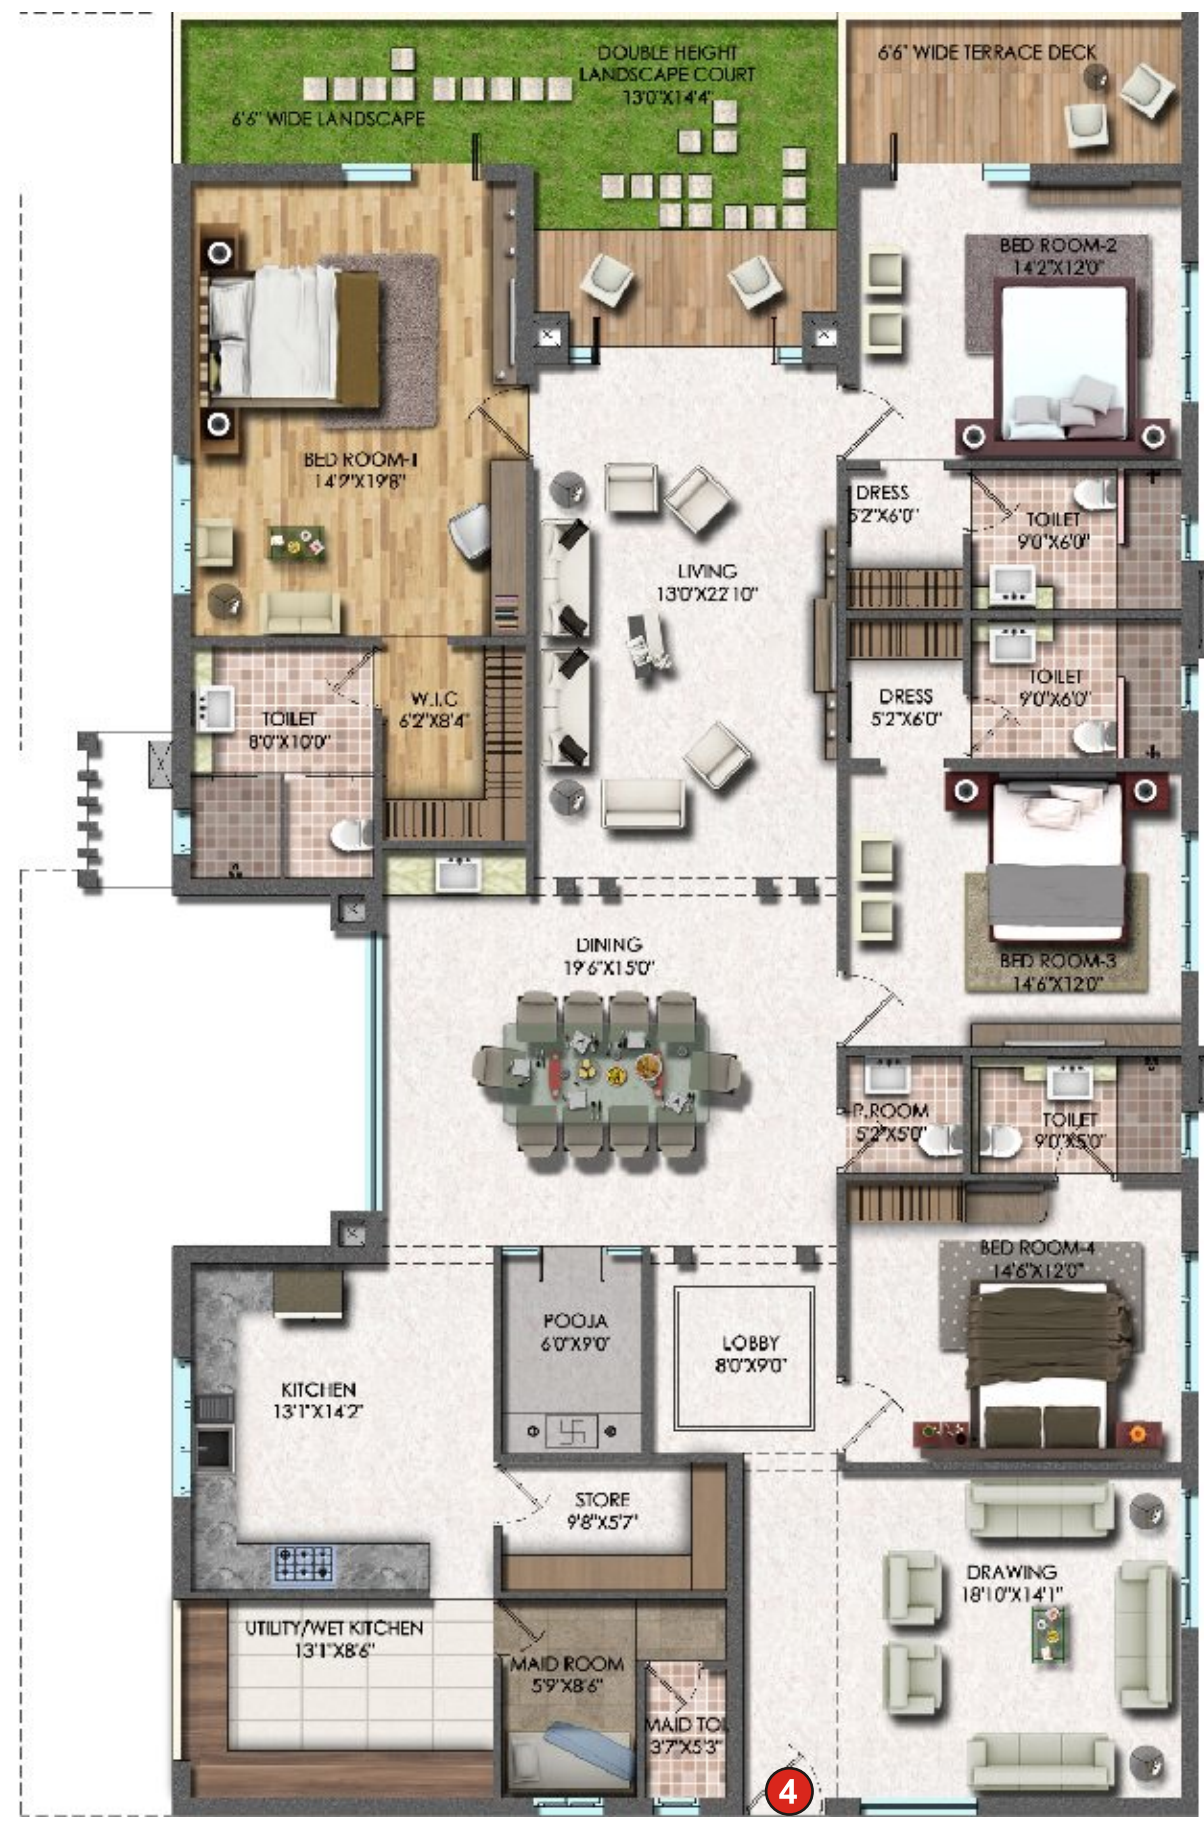 DOUBLE HEIGHT
LANDSCAPE COURT
13'0"X14'4"
6'6" WIDE TERRACE DECK
6'6" WIDE LANDSCAPE
BED ROOM-2
14'2"X12'0"
BED ROOM-1
14'2"X19'8"
DRESS
5'2"X6'0"
TOILET
9'0"X6'0"
LIVING
13'0"X22'10"
TOILET
9'0"X6'0"
DRESS
5'2"X6'0"
W.I.C
6'2"X8'4"
TOILET
8'0"X10'0"
DINING
19'6"X15'0"
BED ROOM-3
14'6"X12'0"
P.ROOM
5'2"X5'0"
TOILET
9'0"X5'0"
BED ROOM-4
14'6"X12'0"
POOJA
6'0"X9'0"
LOBBY
8'0"X9'0"
KITCHEN
13'1"X14'2"
STORE
9'8"X5'7"
DRAWING
18'10"X14'1"
UTILITY/WET KITCHEN
13'1"X8'6"
MAID ROOM
5'9"X8'6"
MAID TOI
3'7"X5'3"
4